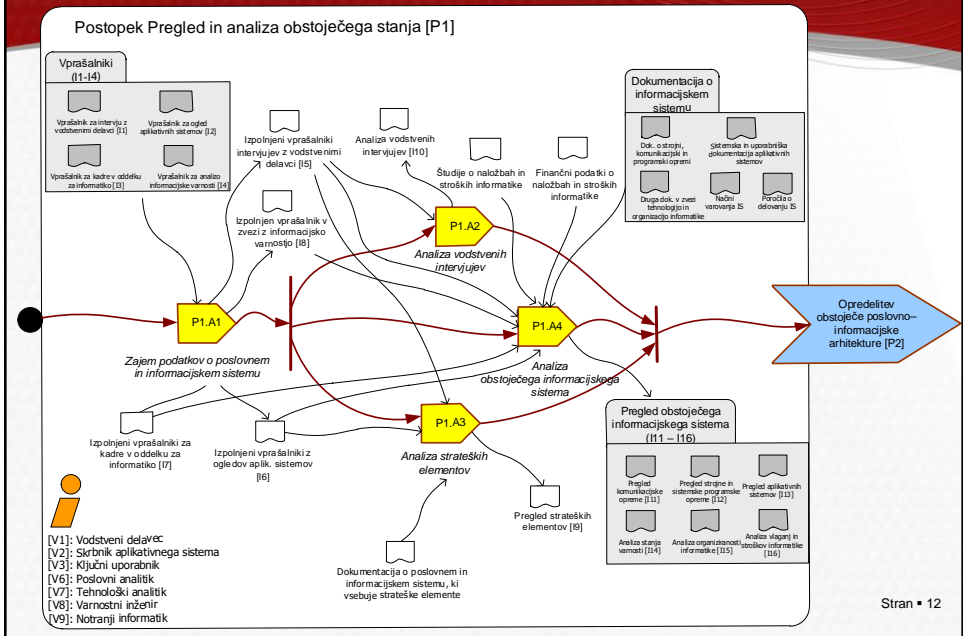 Postopek Pregled in analiza obstoječega stanja [P1]
Vprašalniki
(I1-I4)
Vprašalnik za intervju z
vodstvenimi delavci [I1]
Vprašalnik za ogled
aplikativnih sistemov [I2]
Vprašalnik za kadre v oddelku
za informatiko [I3]
Vprašalnik za analizo
informacijske varnosti [I4]
Izpolnjeni vprašalniki
intervjujev z vodstvenimi
delavci [I5]
Analiza vodstvenih
intervjujev [I10]
Študije o naložbah in
stroških informatike
Finančni podatki o
naložbah in stroških
informatike
Dokumentacija o
informacijskem
sistemu
Dok. o strojni,
komunikacijski in
programski opremi
Sistemska in uporabniška
dokumentacija aplikativnih
sistemov
Druga dok. v zvezi
tehnologijo in
organizacijo informatike
Načini
varovanja IS
Poročila o
delovanju IS
Izpolnjen vprašalnik v
zvezi z informacijsko
varnostjo [I8]
P1.A2
Analiza vodstvenih
intervjujev
P1.A1
Zajem podatkov o poslovnem
in informacijskem sistemu
P1.A4
Analiza
obstoječega informacijskega
sistema
Opredelitev
obstoječe poslovno–
informacijske
arhitekture [P2]
Izpolnjeni vprašalniki za
kadre v oddelku za
informatiko [I7]
Izpolnjeni vprašalniki z
ogledov aplik. sistemov
[I6]
P1.A3
Analiza strateških
elementov
Pregled strateških
elementov [I9]
Dokumentacija o poslovnem in
informacijskem sistemu, ki
vsebuje strateške elemente
Pregled obstoječega
informacijskega sistema
(I11 – I16)
Pregled
komunikacijske
opreme [I11]
Pregled strojne in
sistemske programske
opreme [I12]
Pregled aplikativnih
sistemov [I13]
Analiza stanja
varnosti [I14]
Analiza organiziranosti
informatike [I15]
Analiza vlaganj in
stroškov informatike
[I16]
[V1]: Vodstveni delavec
[V2]: Skrbnik aplikativnega sistema
[V3]: Ključni uporabnik
[V6]: Poslovni analitik
[V7]: Tehnološki analitik
[V8]: Varnostni inženir
[V9]: Notranji informatik
Stran ▪ 12